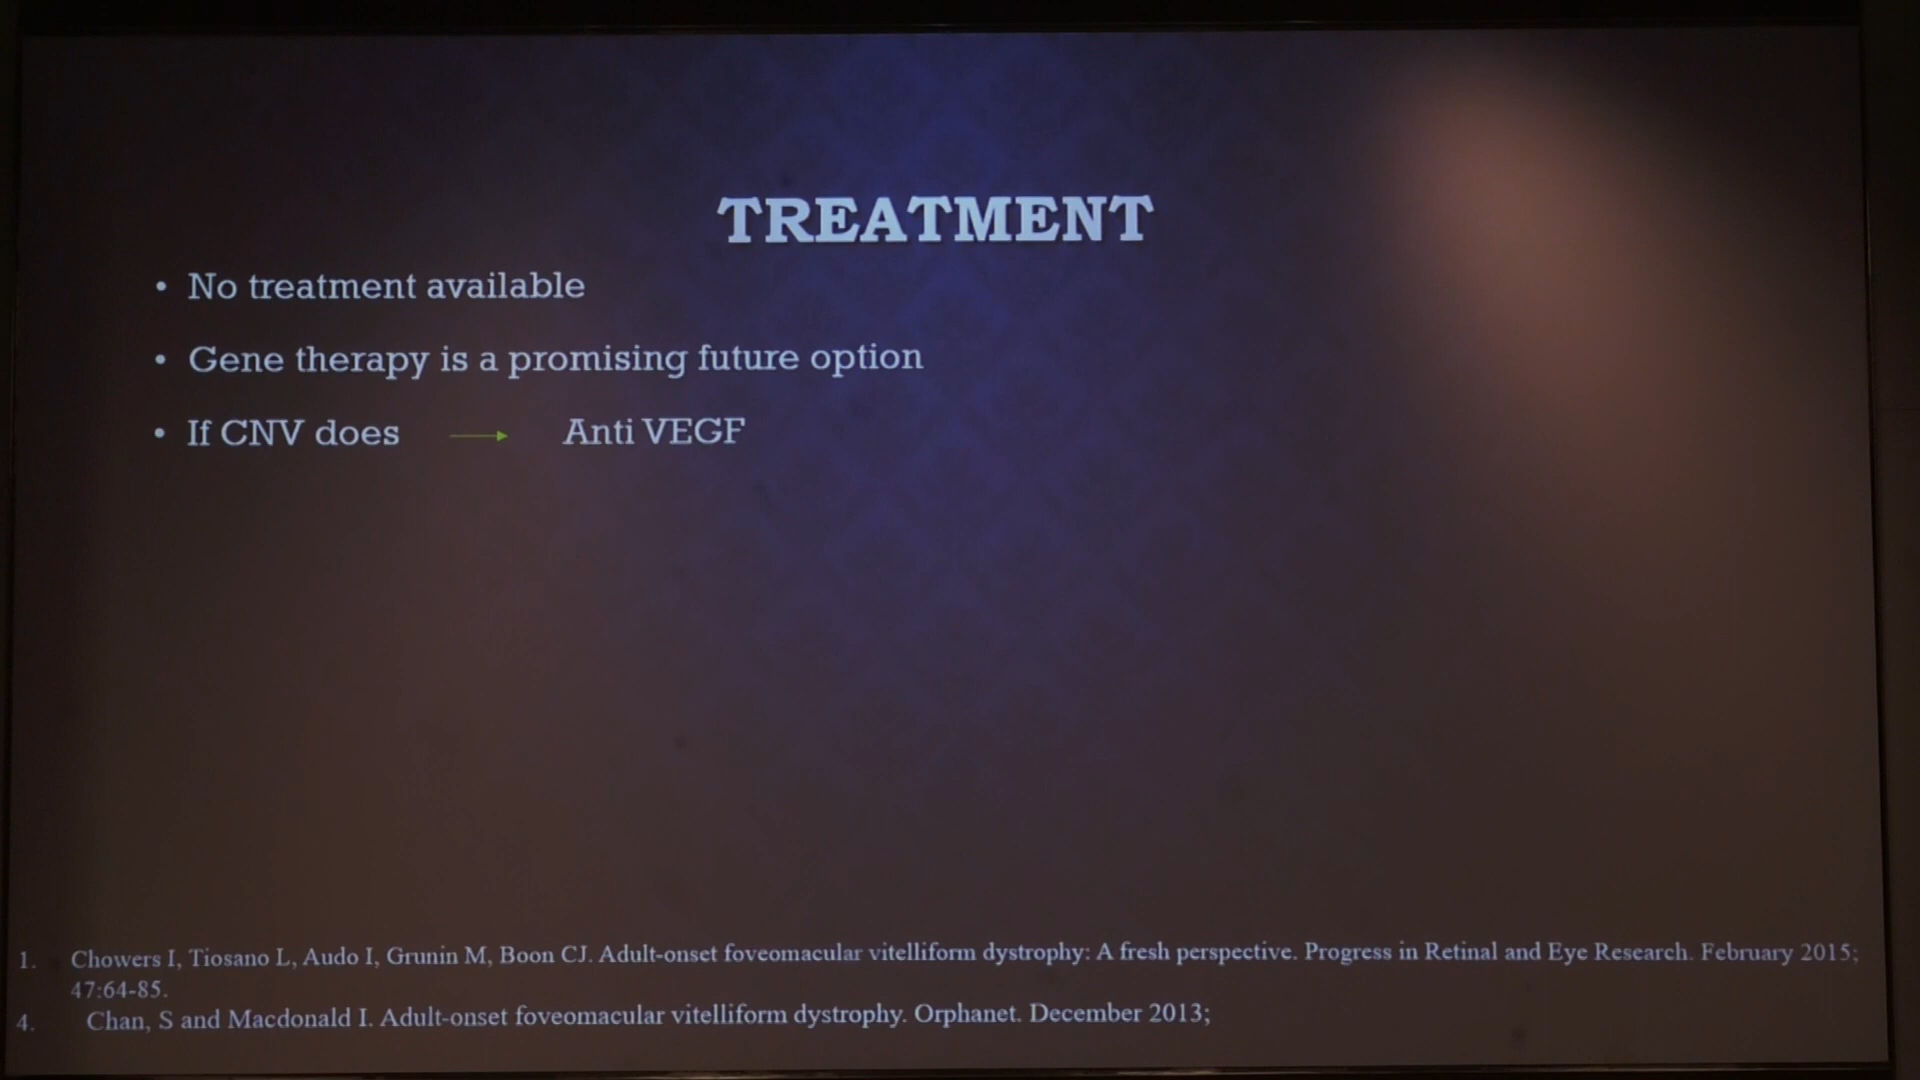 TREATMENT
• No treatment available
• Gene therapy is a promising future option
• If CNV does → Anti VEGF
1. Chowers I, Tiosano L, Audo I, Grunin M, Boon CJ. Adult-onset foveomacular vitelliform dystrophy: A fresh perspective. Progress in Retinal and Eye Research. February 2015;
47:64-85.
4. Chan, S and Macdonald I. Adult-onset foveomacular vitelliform dystrophy. Orphanet. December 2013;